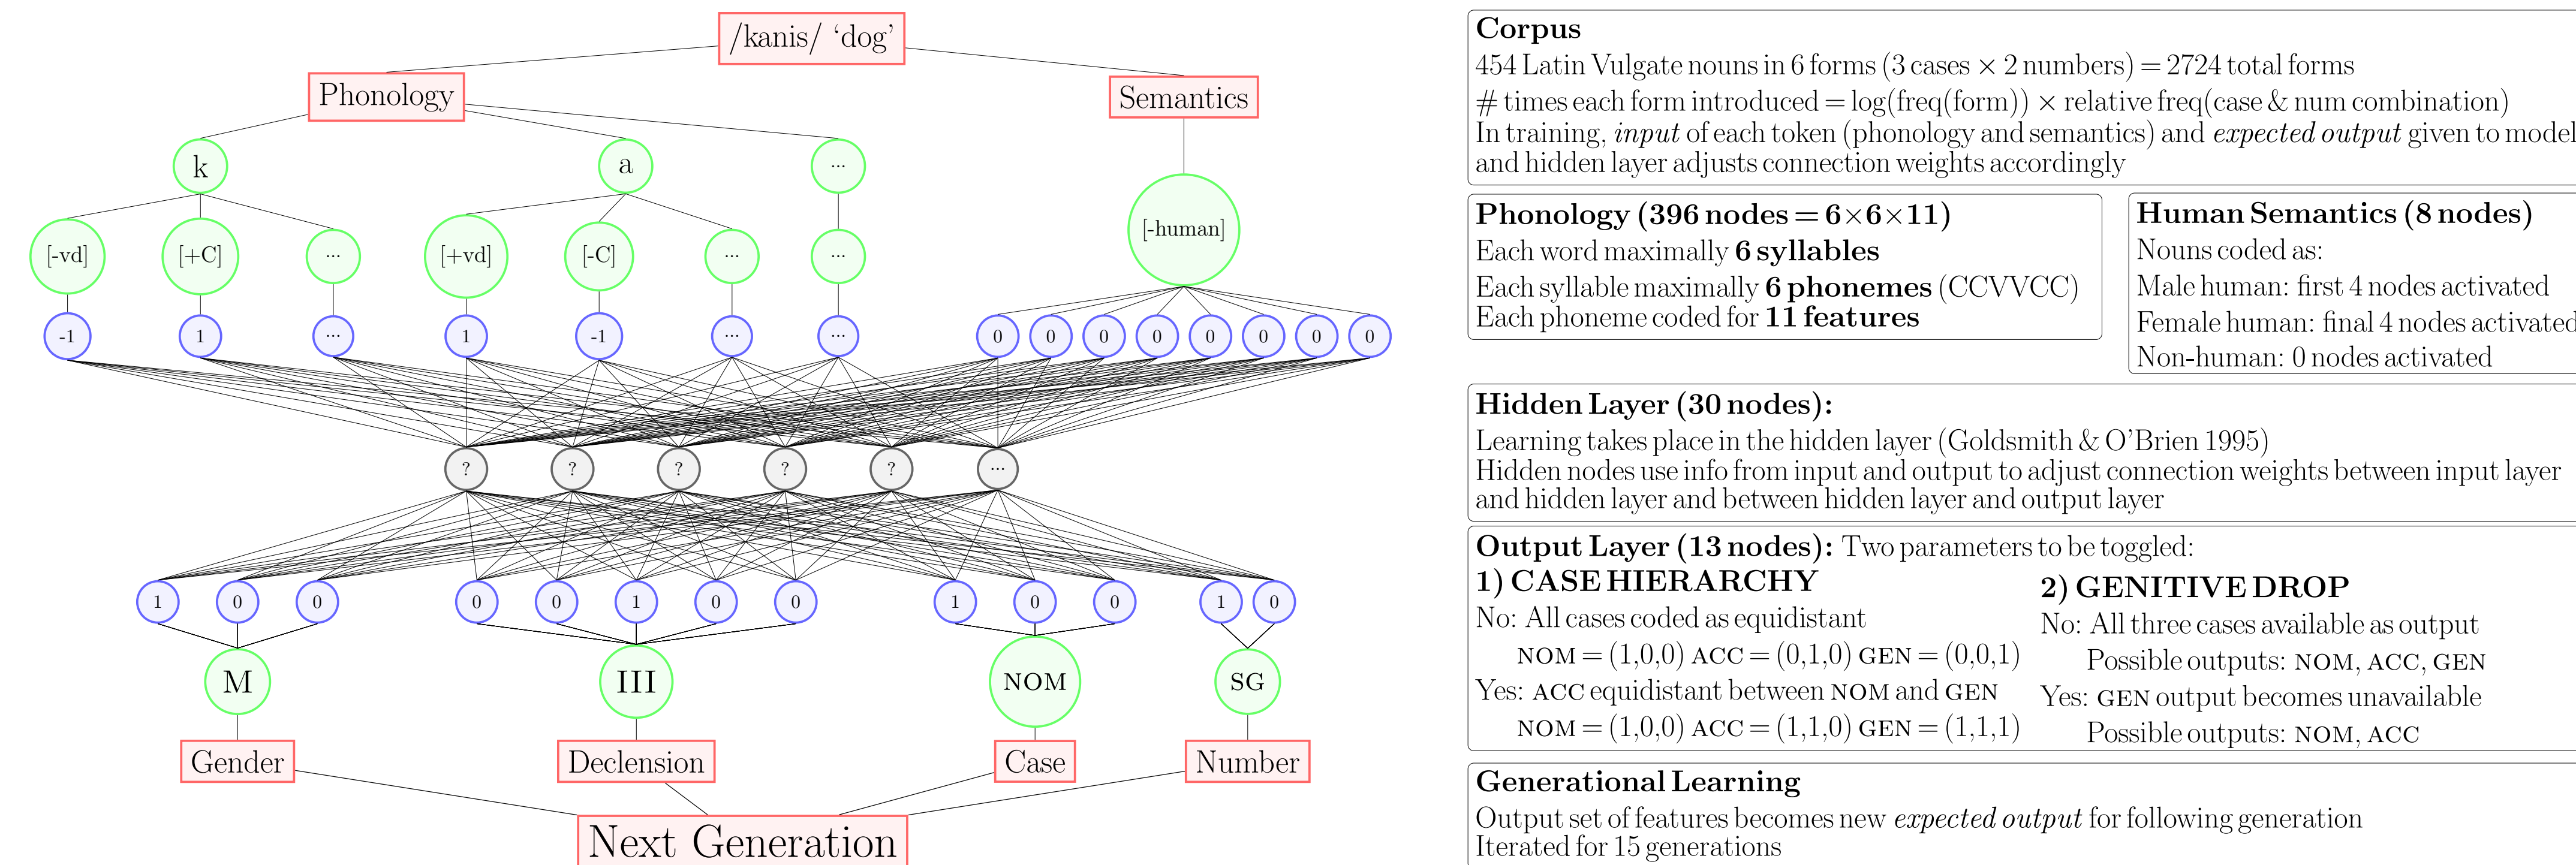 /kanis/ ‘dog’
Phonology
Semantics
k
a
...
[-vd]
[+C]
...
[+vd]
[-C]
...
...
[-human]
-1
1
...
1
-1
...
...
0
0
0
0
0
0
0
0
?
?
?
?
?
...
1
0
0
0
0
1
0
0
1
0
0
1
0
M
III
NOM
SG
Gender
Declension
Case
Number
Next Generation
Corpus
454 Latin Vulgate nouns in 6 forms (3 cases × 2 numbers) = 2724 total forms
# times each form introduced = log(freq(form)) × relative freq(case & num combination)
In training, input of each token (phonology and semantics) and expected output given to model
and hidden layer adjusts connection weights accordingly
Phonology (396 nodes = 6×6×11)
Each word maximally 6 syllables
Each syllable maximally 6 phonemes (CCVVCC)
Each phoneme coded for 11 features
Human Semantics (8 nodes)
Nouns coded as:
Male human: first 4 nodes activated
Female human: final 4 nodes activated
Non-human: 0 nodes activated
Hidden Layer (30 nodes):
Learning takes place in the hidden layer (Goldsmith & O’Brien 1995)
Hidden nodes use info from input and output to adjust connection weights between input layer
and hidden layer and between hidden layer and output layer
Output Layer (13 nodes): Two parameters to be toggled:
1) CASE HIERARCHY
No: All cases coded as equidistant
NOM = (1,0,0) ACC = (0,1,0) GEN = (0,0,1)
Yes: ACC equidistant between NOM and GEN
NOM = (1,0,0) ACC = (1,1,0) GEN = (1,1,1)
2) GENITIVE DROP
No: All three cases available as output
Possible outputs: NOM, ACC, GEN
Yes: GEN output becomes unavailable
Possible outputs: NOM, ACC
Generational Learning
Output set of features becomes new expected output for following generation
Iterated for 15 generations